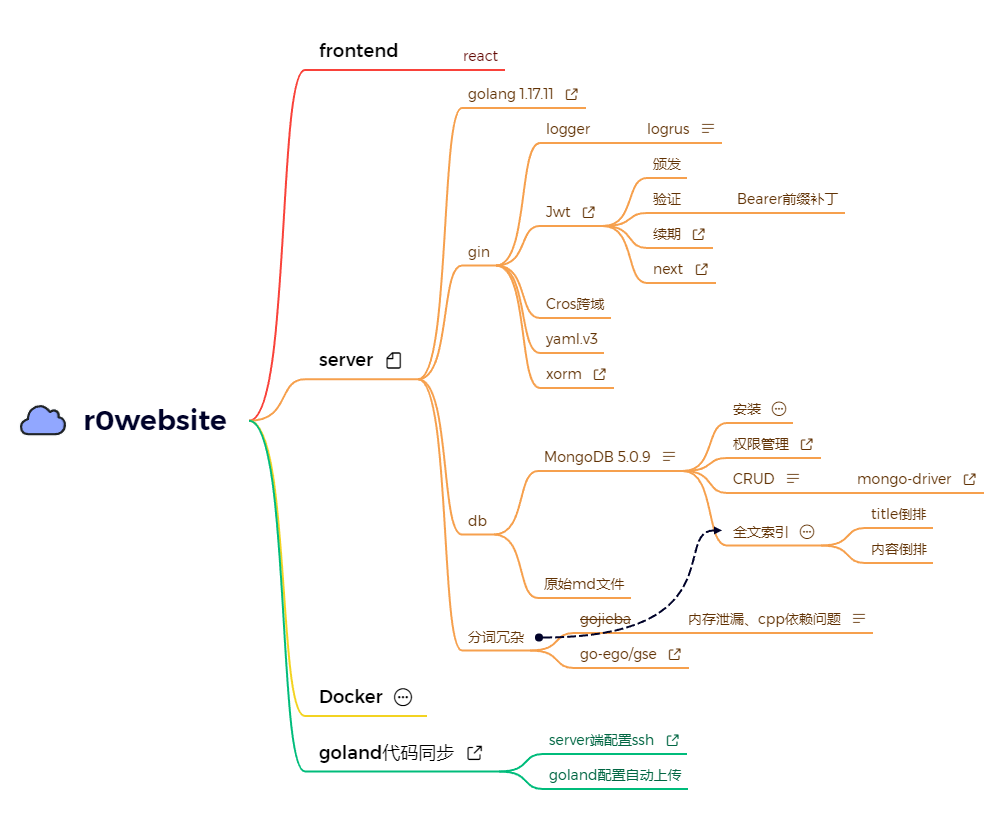 frontend
react
golang 1.17.11
logger
logrus
颁发
验证
Bearer前缀补丁
Jwt
续期
next
gin
Cros跨域
yaml.v3
xorm
server
r0website
安装
权限管理
MongoDB 5.0.9
CRUD
mongo-driver
title倒排
全文索引
内容倒排
db
原始md文件
gojieba
内存泄漏、cpp依赖问题
分词冗杂
go-ego/gse
Docker
goland代码同步
server端配置ssh
goland配置自动上传